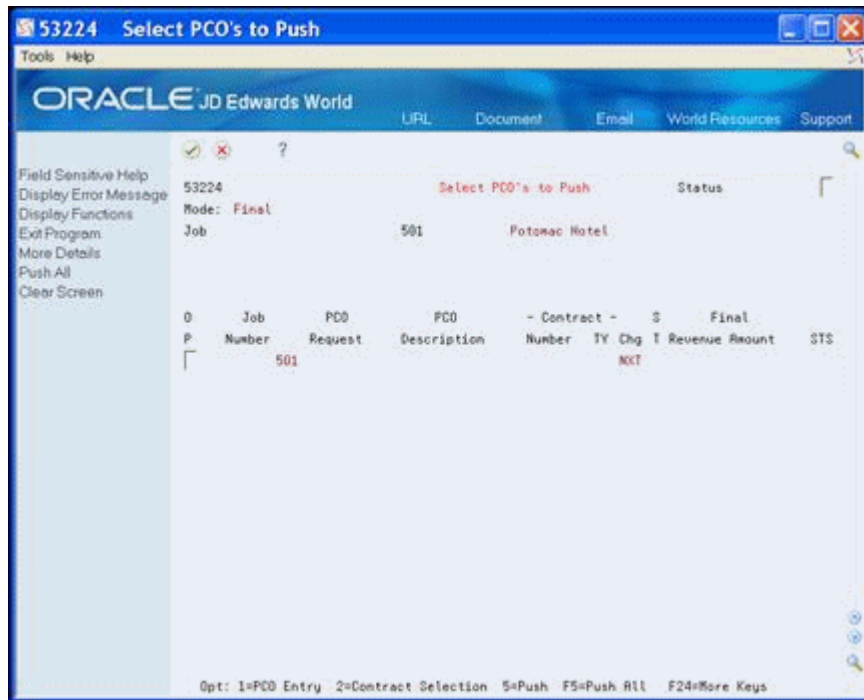 53224 Select PCO's to Push
Tools Help
ORACLE JD Edwards World
URL Document Email World Resources Support
?
Field Sensitive Help
Display Error Message
Display Functions
Exit Program
More Details
Push All
Clear Screen
53224 Select PCO's to Push Status
Mode: Final
Job 501 Potomac Hotel
O Job PCO PCO - Contract - S Final
P Number Request Description Number TY Chg T Revenue Amount STS
501 NXT
Opt: 1=PCO Entry 2=Contract Selection 5=Push F5=Push All F24=More Keys